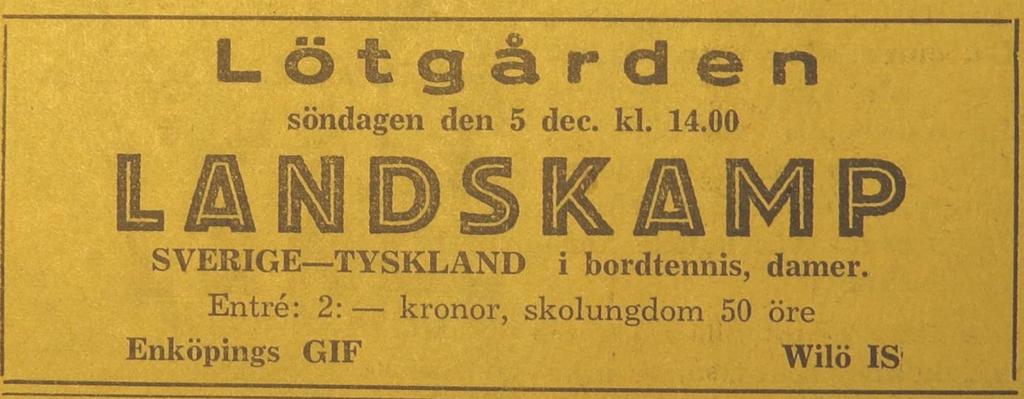 Lötgården
söndagen den 5 dec. kl. 14.00
LANDSKAMP
SVERIGE—TYSKLAND i bordtennis, damer.
Entré: 2: — kronor, skolungdom 50 öre
Enköpings GIF Wilö IS